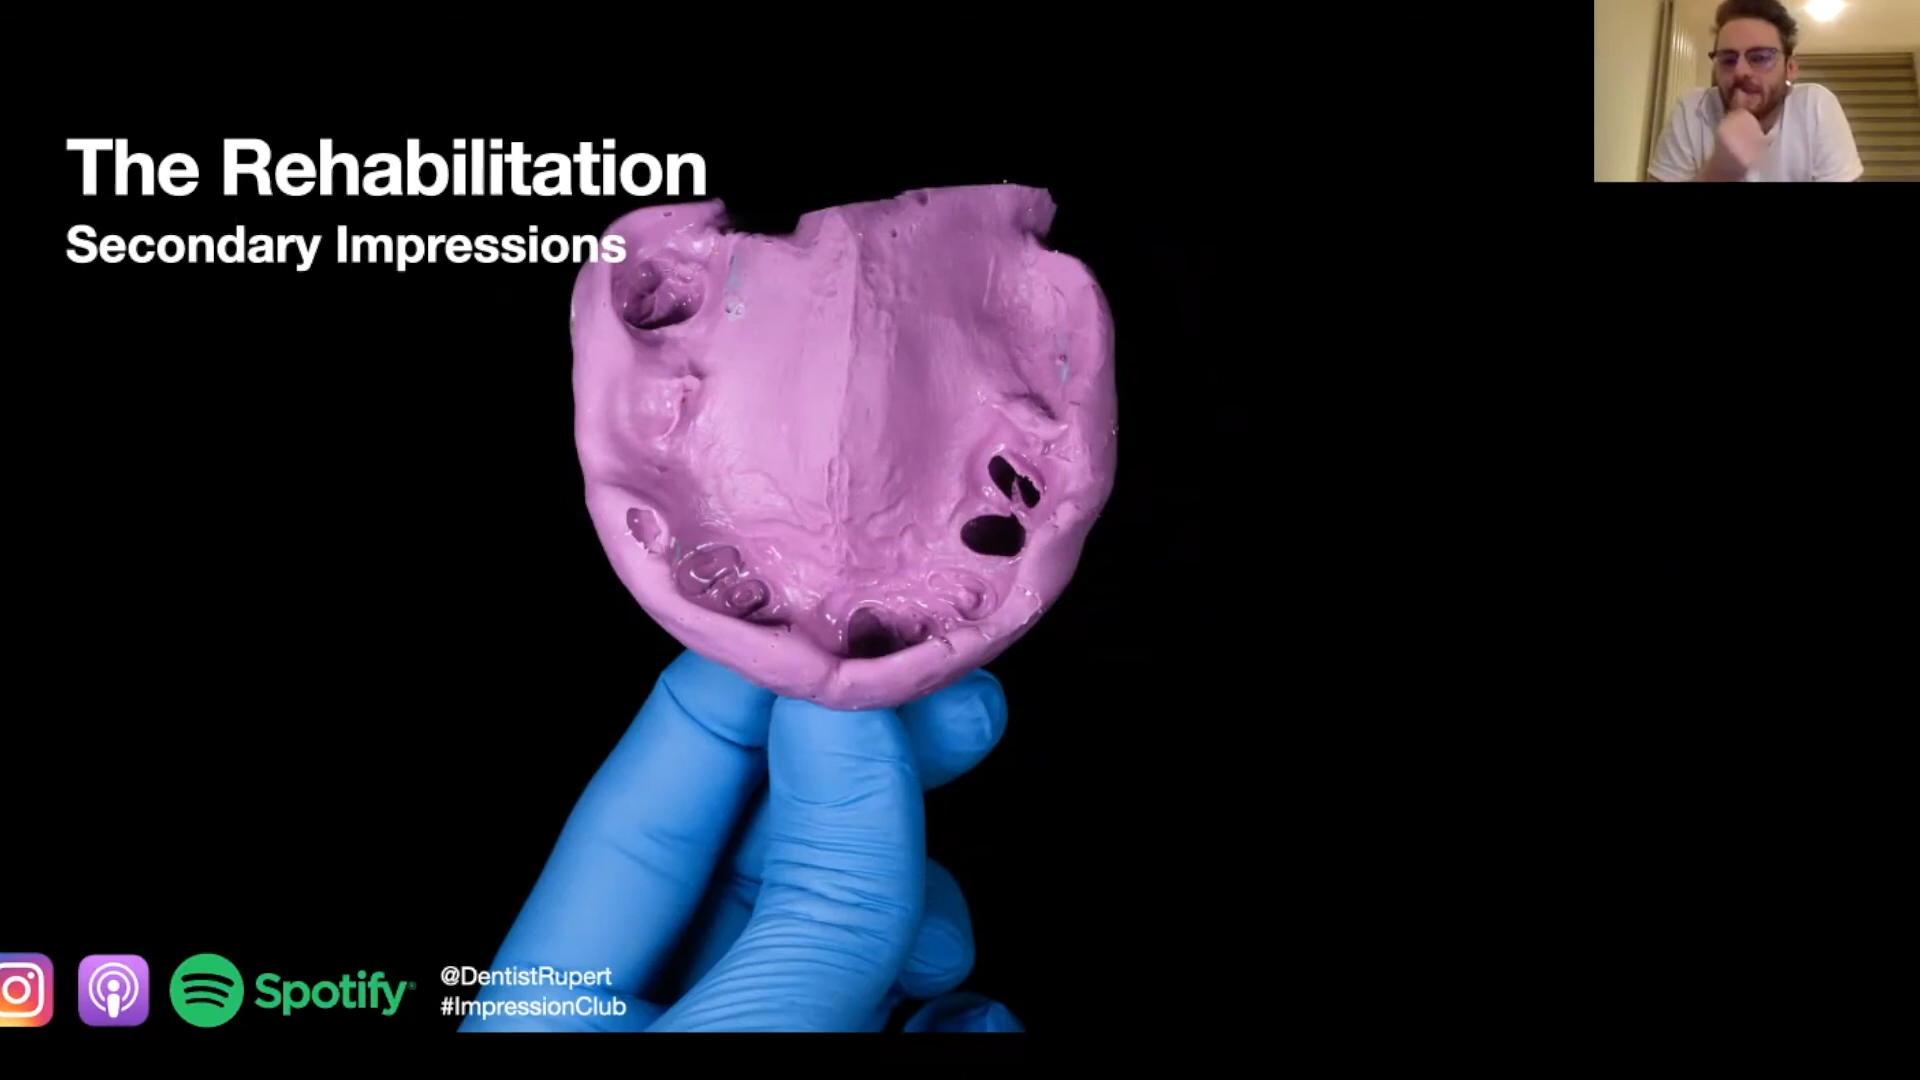 The Rehabilitation
Secondary Impressions
Spotify
@DentistRupert
#ImpressionClub